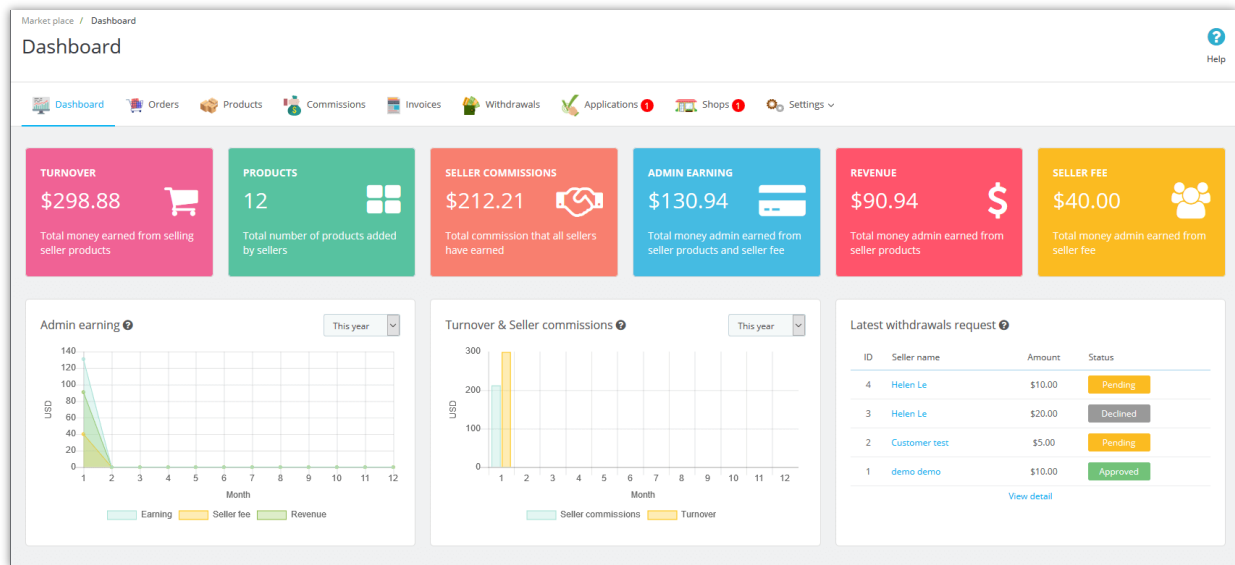 Market place / Dashboard
Dashboard
Help
Dashboard Orders Products Commissions Invoices Withdrawals Applications 1 Shops 1 Settings
TURNOVER
$298.88
Total money earned from selling
seller products
PRODUCTS
12
Total number of products added
by sellers
SELLER COMMISSIONS
$212.21
Total commission that all sellers
have earned
ADMIN EARNING
$130.94
Total money admin earned from
seller products and seller fee
REVENUE
$90.94
Total money admin earned from
seller products
SELLER FEE
$40.00
Total money admin earned from
seller fee
Admin earning
This year
140
120
100
80
60
40
20
0
USD
1 2 3 4 5 6 7 8 9 10 11 12
Month
Earning Seller fee Revenue
Turnover & Seller commissions
This year
300
200
100
0
USD
1 2 3 4 5 6 7 8 9 10 11 12
Month
Seller commissions Turnover
Latest withdrawals request
ID Seller name Amount Status
4 Helen Le $10.00 Pending
3 Helen Le $20.00 Declined
2 Customer test $5.00 Pending
1 demo demo $10.00 Approved
View detail